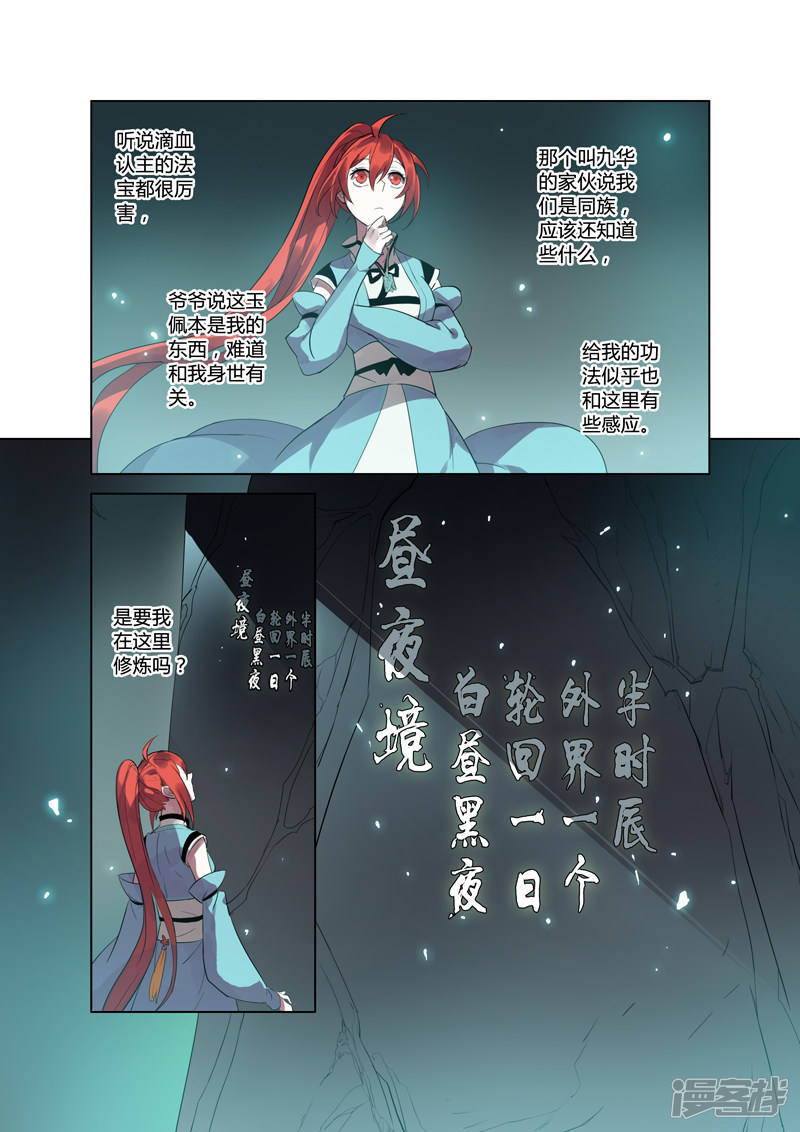 听说滴血
认主的法
宝都很厉
害，
爷爷说这玉
佩本是我的
东西，难道
和我身世有
关。
那个叫九华
的家伙说我
们是同族，
应该还知道
些什么，
给我的功
法似乎也
和这里有
些感应。
昼夜境
白昼黑夜
轮回一日
外界一个
半时辰
是要我
在这里
修炼吗？
昼夜境
白昼黑夜
轮回一日
外界一个
半时辰
漫客栈